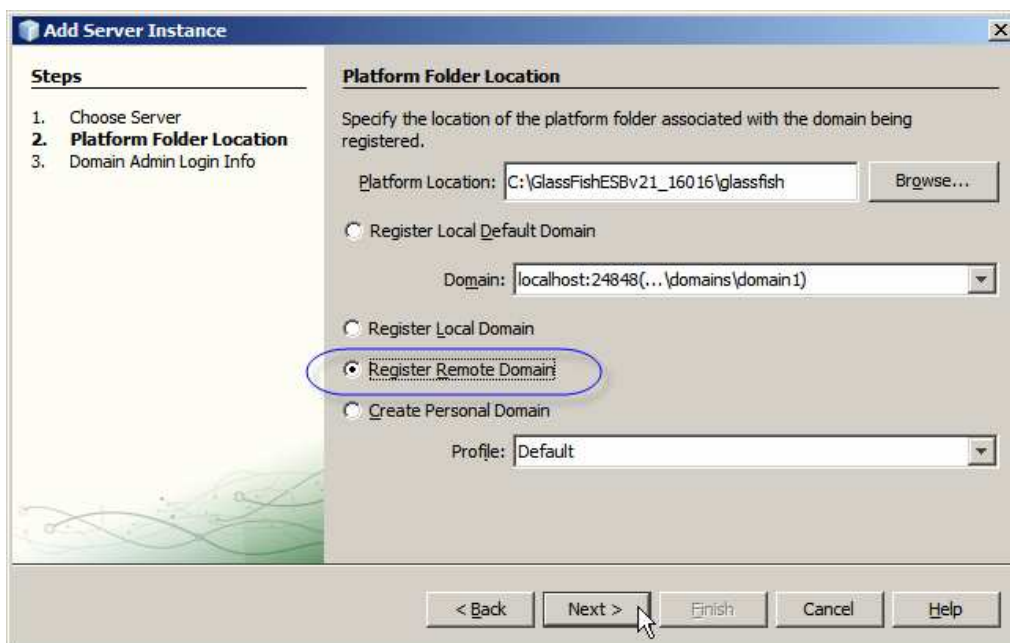 Add Server Instance
Steps
1. Choose Server
2. Platform Folder Location
3. Domain Admin Login Info
Platform Folder Location
Specify the location of the platform folder associated with the domain being
registered.
Platform Location: C:\GlassFishESBv21_16016\glassfish Browse...
Register Local Default Domain
Domain: localhost:24848(...\domains\domain1)
Register Local Domain
Register Remote Domain
Create Personal Domain
Profile: Default
< Back Next > Finish Cancel Help